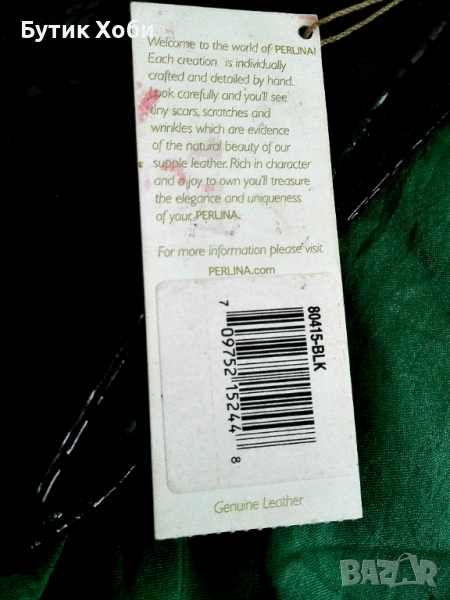 Бутик Хоби
Welcome to the world of PERLINA!
Each creation is individually
crafted and detailed by hand.
Look carefully and you'll see
tiny scars, scratches and
wrinkles which are evidence
of the natural beauty of our
supple leather. Rich in character
and a joy to own you'll treasure
the elegance and uniqueness
of your PERLINA.
For more information please visit
PERLINA.com
80415-BLK
7 09752 15244 8
Genuine Leather
BAZAR